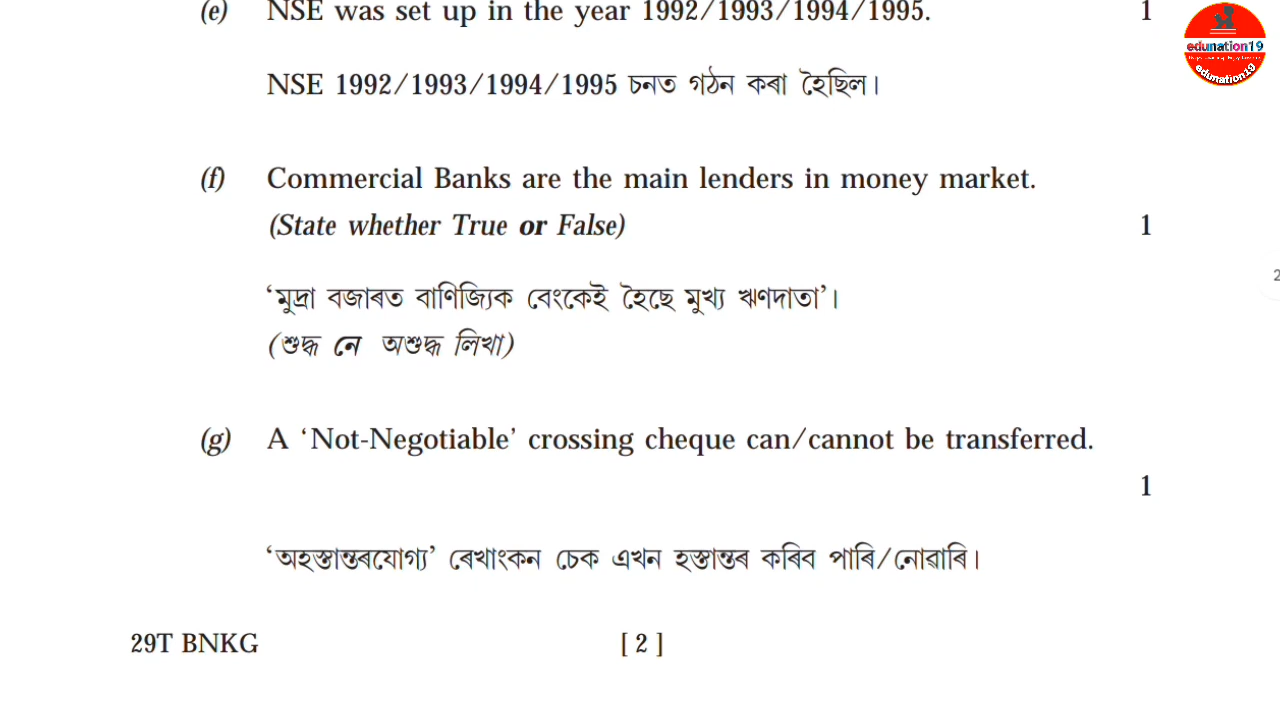 (e) NSE was set up in the year 1992/1993/1994/1995. 1
NSE 1992/1993/1994/1995 চনত গঠন কৰা হৈছিল।
(f) Commercial Banks are the main lenders in money market.
(State whether True or False) 1
‘মুদ্ৰা বজাৰত বাণিজ্যিক বেংকেই হৈছে মুখ্য ঋণদাতা’।
(শুদ্ধ নে অশুদ্ধ লিখা)
(g) A ‘Not-Negotiable’ crossing cheque can/cannot be transferred.
1
‘অহস্তান্তৰযোগ্য’ ৰেখাংকন চেক এখন হস্তান্তৰ কৰিব পাৰি/নোৱাৰি।
29T BNKG [ 2 ]
edunation19
edunation19
2